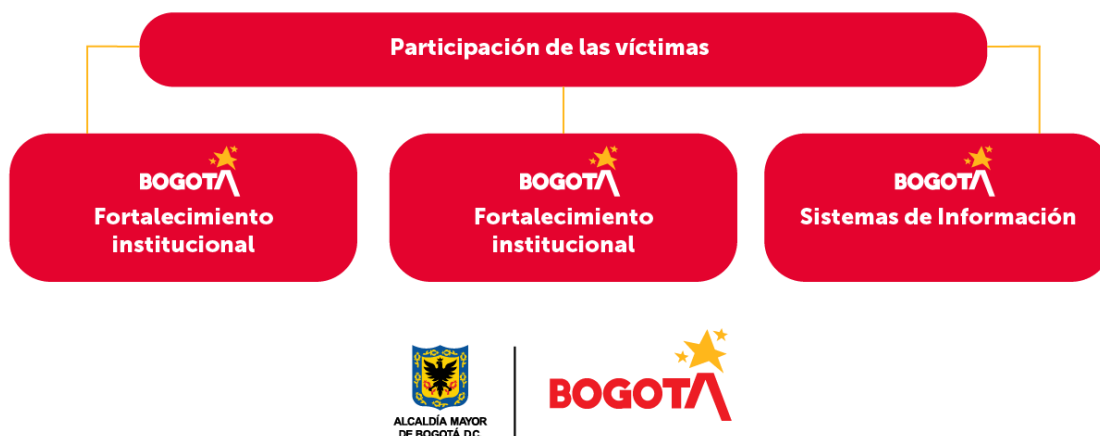 Participación de las víctimas
BOGOTÁ
Fortalecimiento
institucional
BOGOTÁ
Fortalecimiento
institucional
BOGOTÁ
Sistemas de Información
ALCALDÍA MAYOR
DE BOGOTÁ D.C.
BOGOTÁ